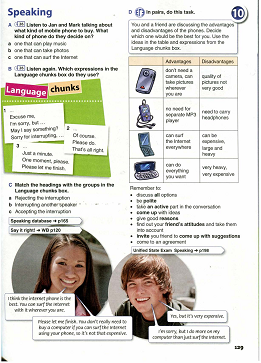 Speaking
A Listen to Jan and Mark talking about
what kind of mobile phone to buy. What
kind of phone do they decide on?
a one that can play music
b one that can take photos
c one that can surf the internet
B Listen again. Which expressions in the
Language chunks box do they use?
Language chunks
1
Excuse me,
I'm sorry, but ...
May I say something?
Sorry for interrupting, ...
2
Of course.
Please do.
That's all right.
3
Just a minute.
One moment, please.
Please let me finish.
C Match the headings with the groups in the
Language chunks box.
a Rejecting the interruption
b Interrupting another speaker
c Accepting the interruption
Speaking database → p165
Say it right! → WB p120
D In pairs, do this task.
10
You and a friend are discussing the advantages
and disadvantages of the phones. Decide
which one would be the best for you. Use the
ideas in the table and expressions from the
Language chunks box.
Advantages Disadvantages
don't need a
camera, can
take pictures
wherever
you are
quality of
pictures not
very good
no need for
separate MP3
player
need to carry
headphones
can surf
the internet
everywhere
can be
expensive,
large and
heavy
can do
everything
you want
very heavy,
very expensive
Remember to:
• discuss all options
• be polite
• take an active part in the conversation
• come up with ideas
• give good reasons
• find out your friend's attitudes and take them
into account
• invite your friend to come up with suggestions
• come to an agreement
Unified State Exam: Speaking → p198
I think the internet phone is the
best. You can surf the internet
with it wherever you are.
Please let me finish. You don't really need to
buy a computer if you can surf the internet
using your phone, so it's not that expensive.
Yes, but it's very expensive.
I'm sorry, but I do more on my
computer than just surf the internet.
129